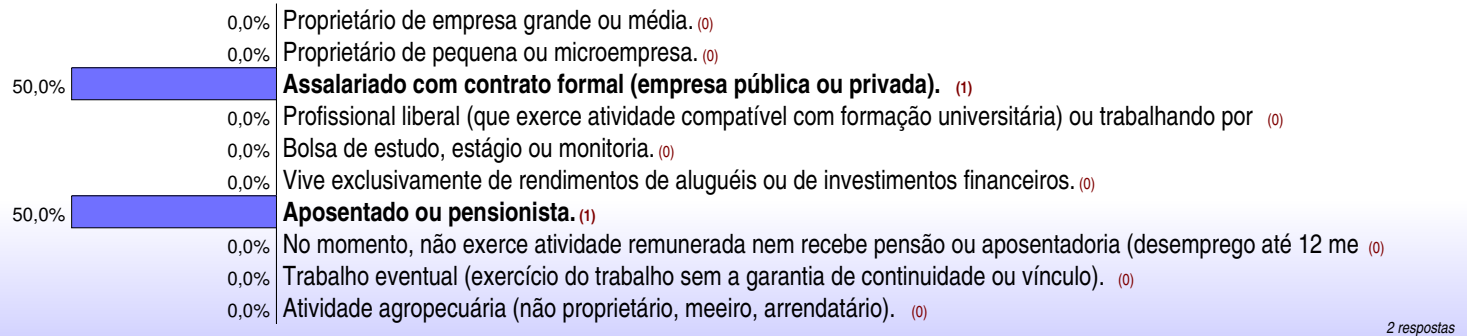 0,0% Proprietário de empresa grande ou média. (0)
0,0% Proprietário de pequena ou microempresa. (0)
50,0% Assalariado com contrato formal (empresa pública ou privada). (1)
0,0% Profissional liberal (que exerce atividade compatível com formação universitária) ou trabalhando por (0)
0,0% Bolsa de estudo, estágio ou monitoria. (0)
0,0% Vive exclusivamente de rendimentos de aluguéis ou de investimentos financeiros. (0)
50,0% Aposentado ou pensionista. (1)
0,0% No momento, não exerce atividade remunerada nem recebe pensão ou aposentadoria (desemprego até 12 me (0)
0,0% Trabalho eventual (exercício do trabalho sem a garantia de continuidade ou vínculo). (0)
0,0% Atividade agropecuária (não proprietário, meeiro, arrendatário). (0)
2 respostas